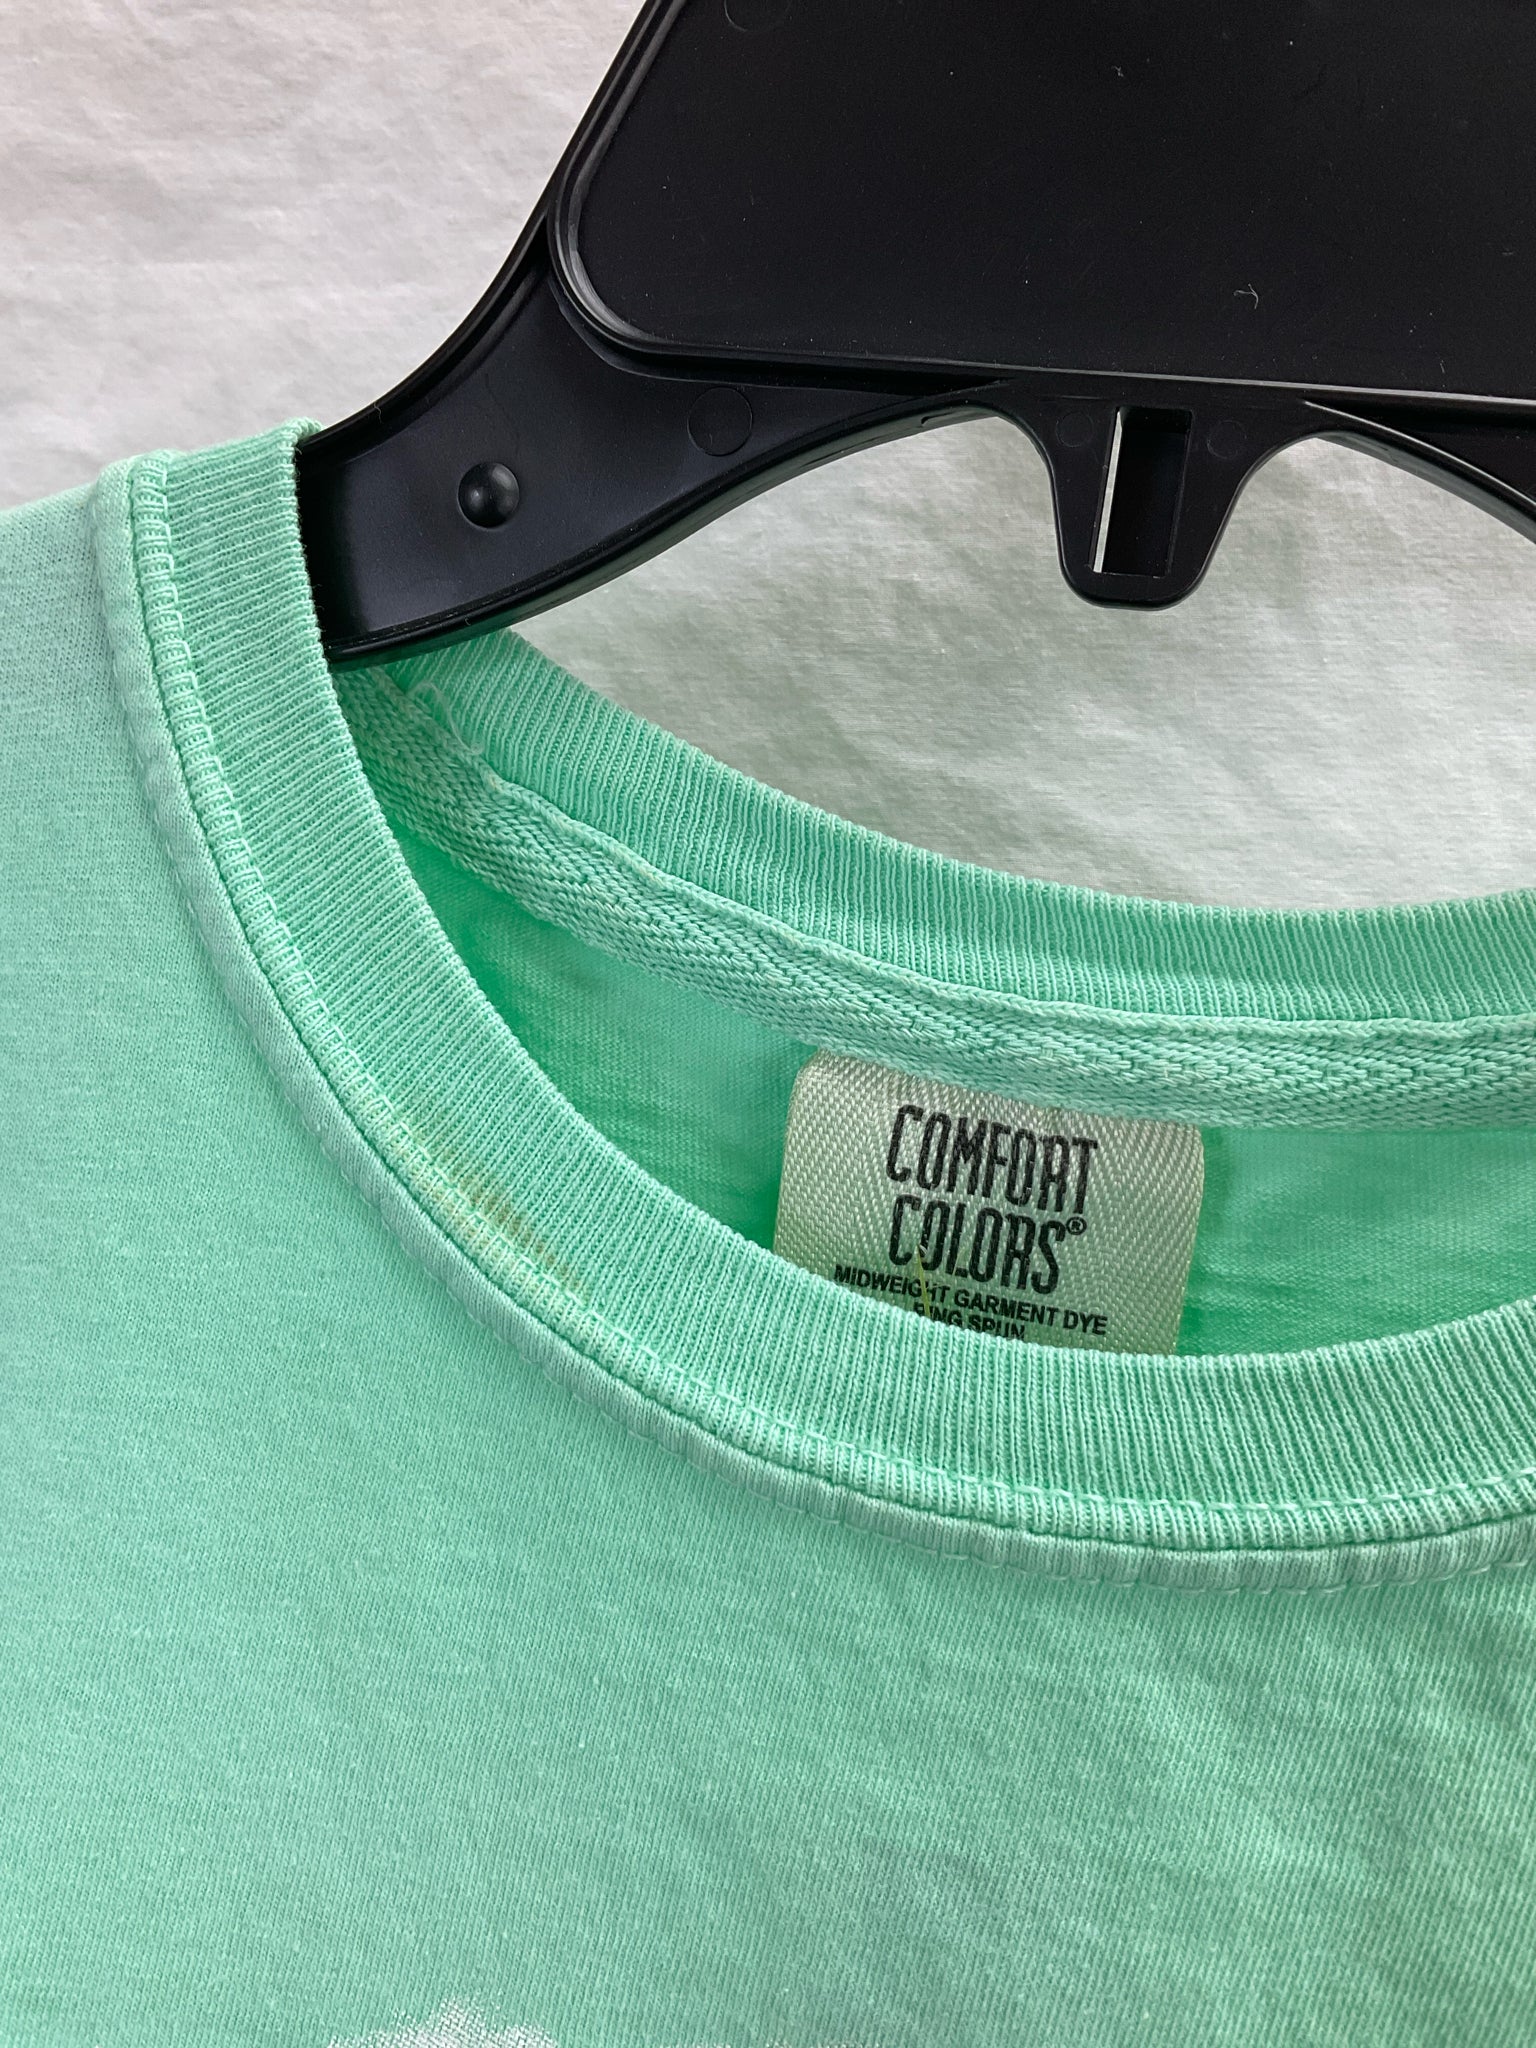 COMFORT
COLORS®
MIDWEIGHT GARMENT DYE
RING SPUN